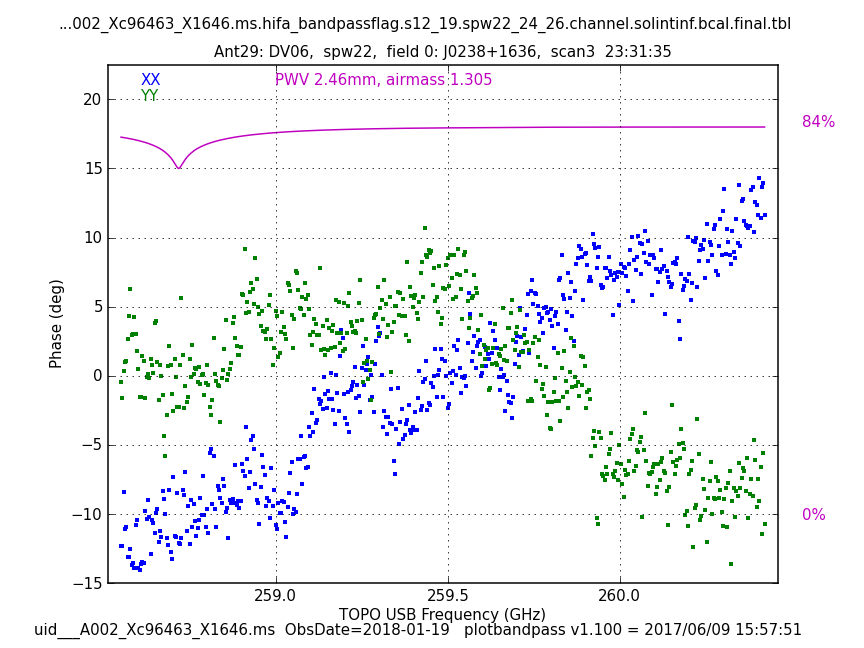 ...002_Xc96463_X1646.ms.hifa_bandpassflag.s12_19.spw22_24_26.channel.solintinf.bcal.final.tbl
Ant29: DV06, spw22, field 0: J0238+1636, scan3 23:31:35
XX
PWV 2.46mm, airmass 1.305
YY
20
84%
15
10
5
Phase (deg)
0
−5
−10
0%
−15
259.0
259.5
260.0
TOPO USB Frequency (GHz)
uid___A002_Xc96463_X1646.ms ObsDate=2018-01-19 plotbandpass v1.100 = 2017/06/09 15:57:51